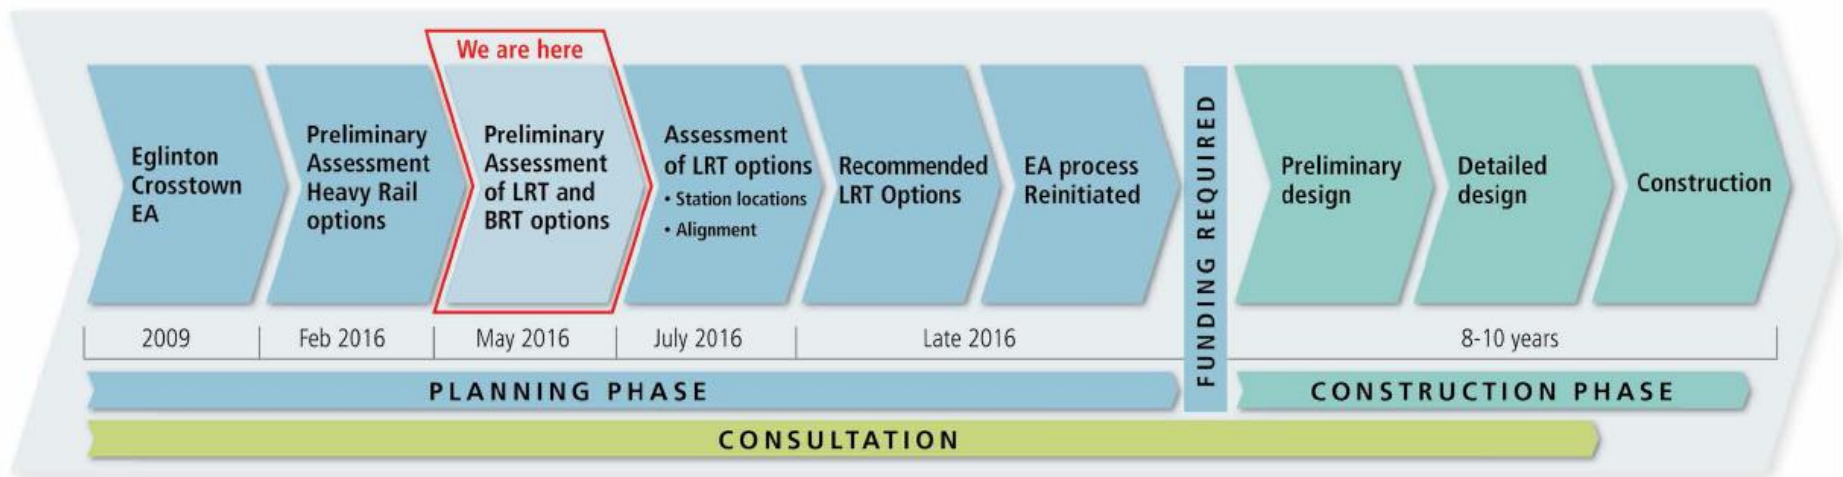 We are here
Eglinton
Crosstown
EA
Preliminary
Assessment
Heavy Rail
options
Preliminary
Assessment
of LRT and
BRT options
Assessment
of LRT options
• Station locations
• Alignment
Recommended
LRT Options
EA process
Reinitiated
FUNDING REQUIRED
Preliminary
design
Detailed
design
Construction
2009
Feb 2016
May 2016
July 2016
Late 2016
8-10 years
PLANNING PHASE
CONSTRUCTION PHASE
CONSULTATION